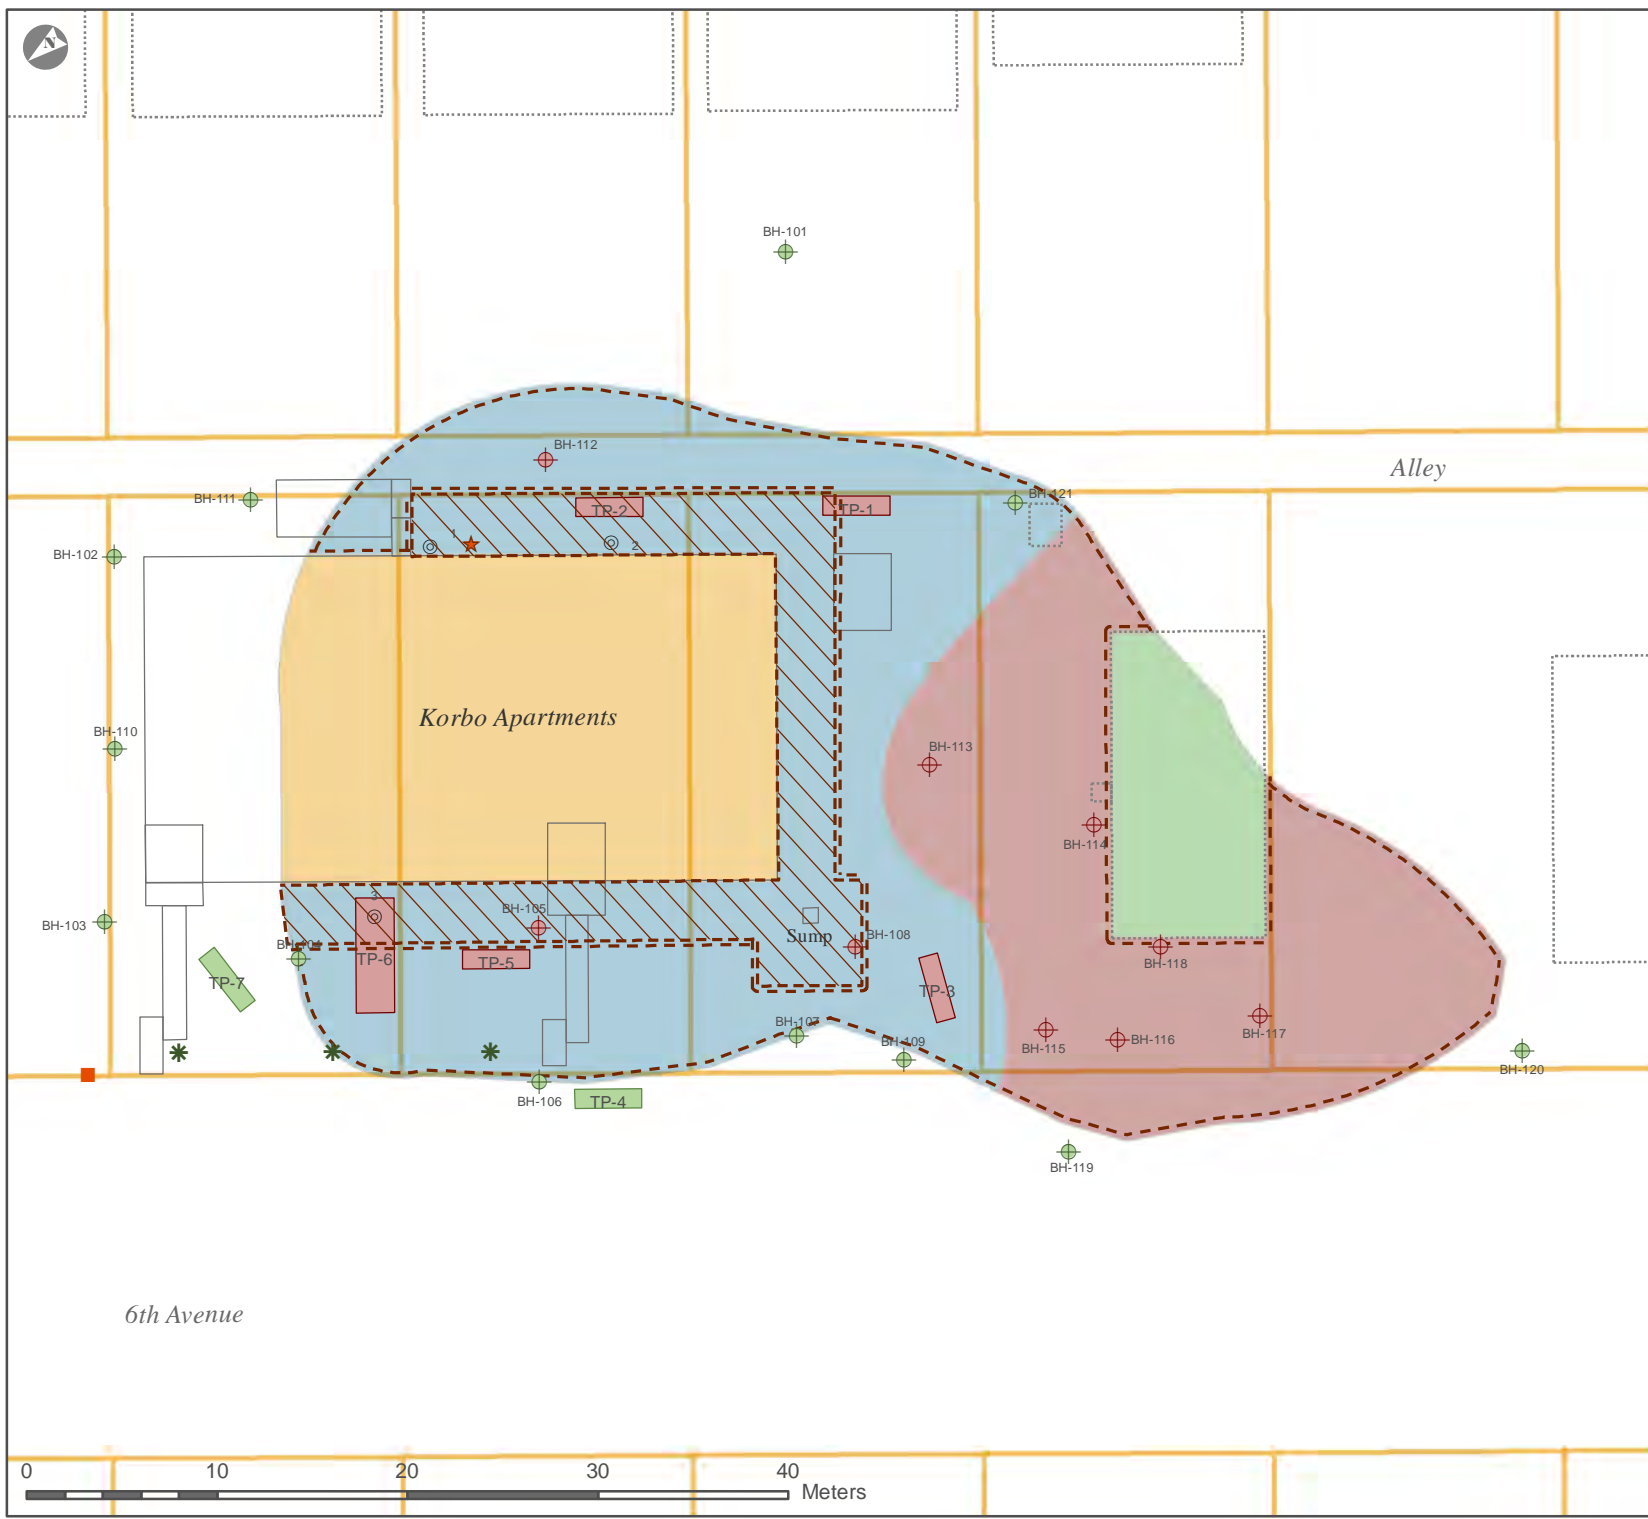 N
BH-101
BH-112
Alley
BH-111
BH-121
TP-2
TP-1
1
2
BH-102
Korbo Apartments
BH-110
BH-113
BH-114
3
BH-105
BH-103
Sump
BH-108
BH-104
TP-6
TP-5
BH-118
TP-7
TP-3
BH-107
BH-109
BH-115
BH-116
BH-117
BH-120
BH-106
TP-4
BH-119
6th Avenue
0 10 20 30 40
Meters